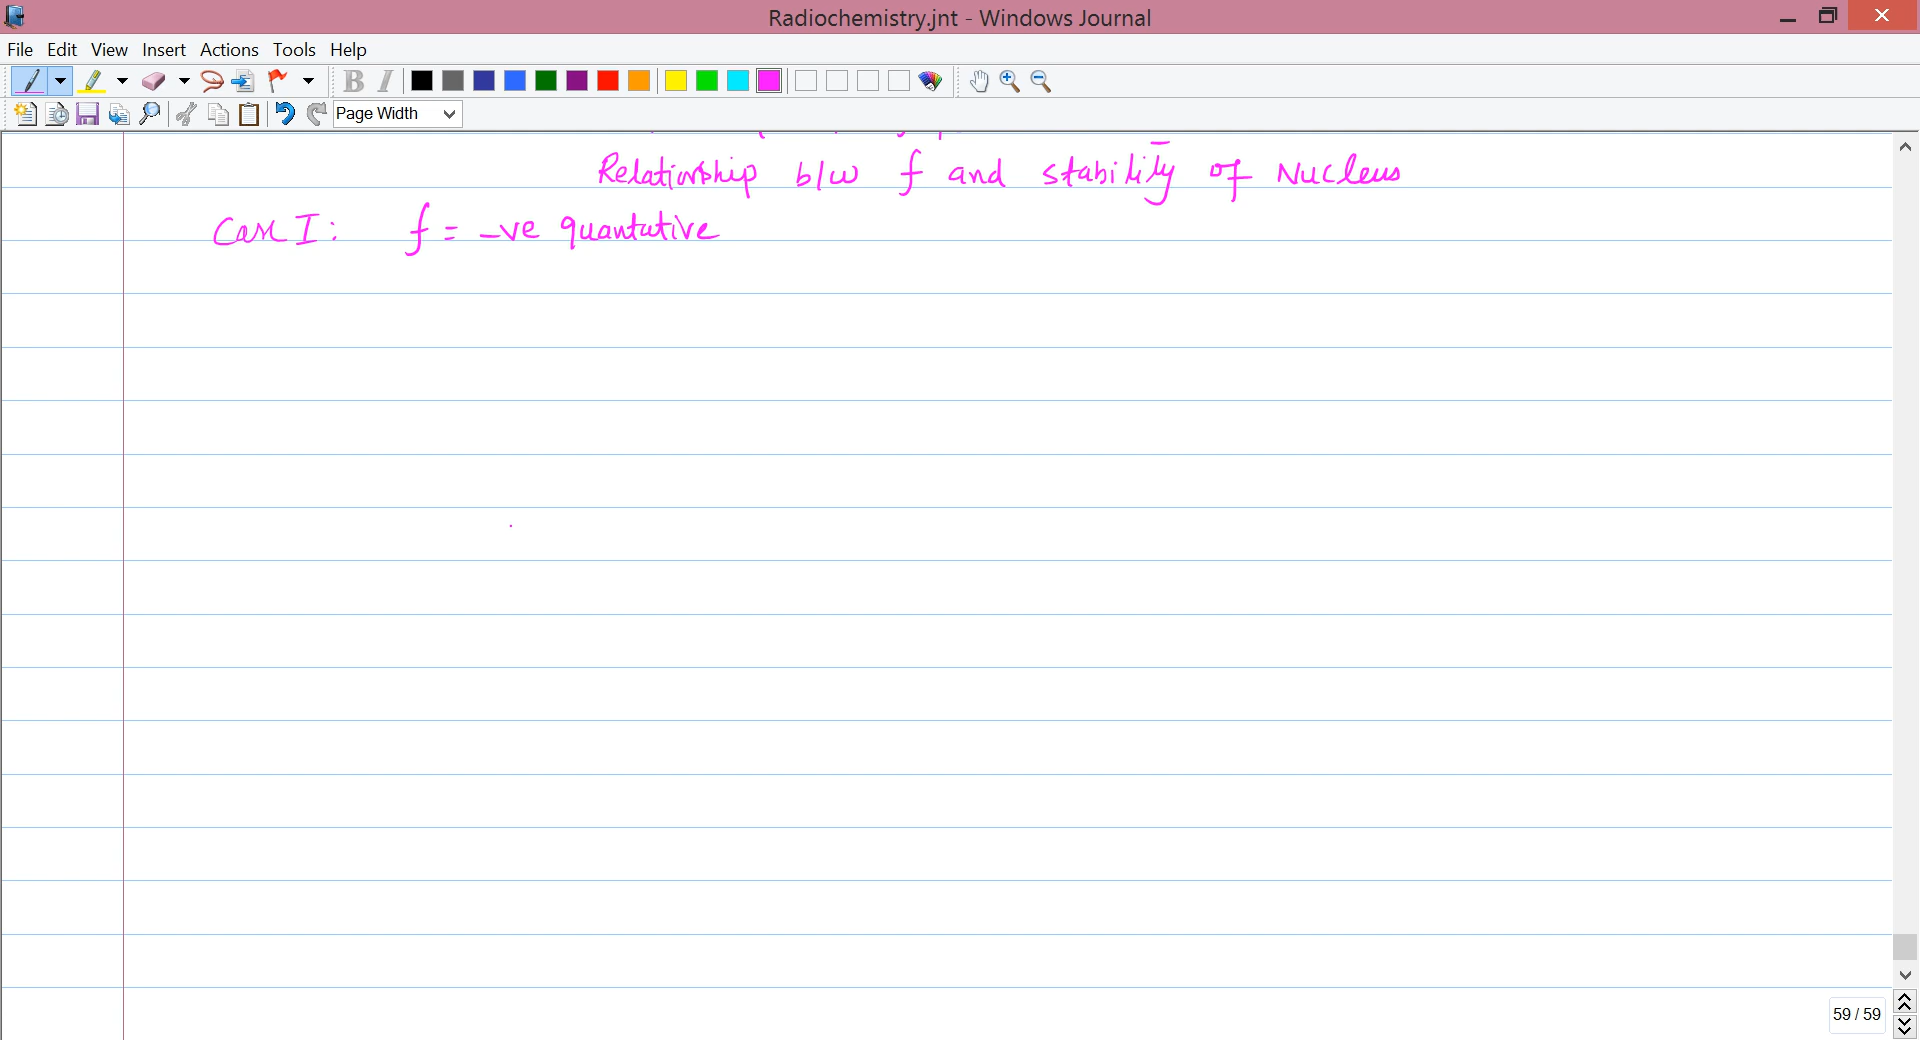 Radiochemistry.jnt - Windows Journal
File Edit View Insert Actions Tools Help
B I
Page Width
Relationship b/w f and stability of Nucleus
Case I: f = -ve quantative
59 / 59